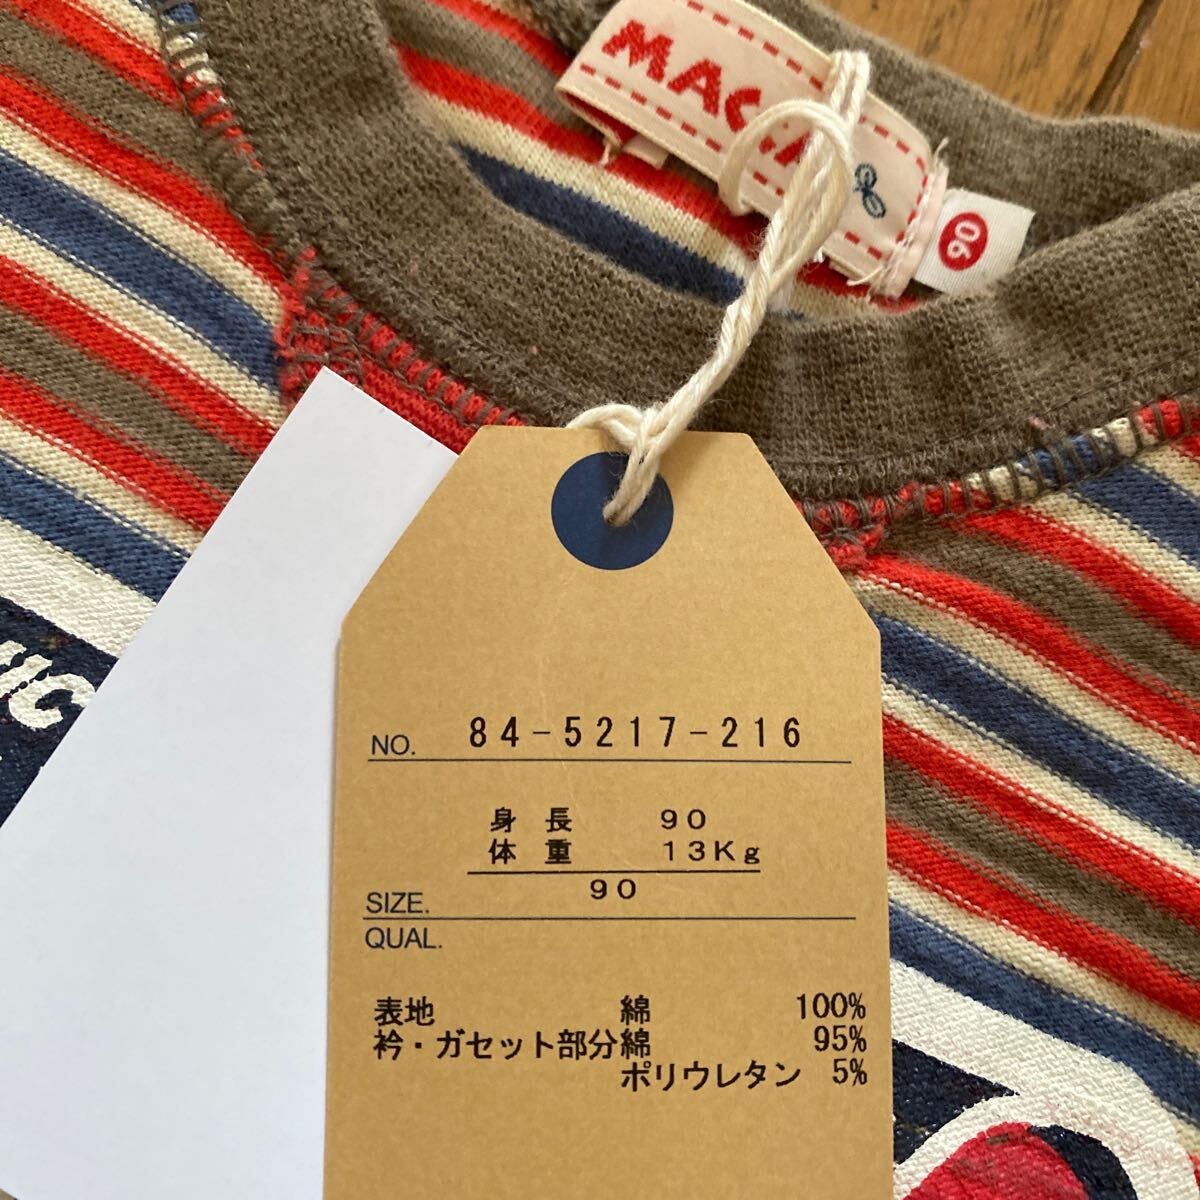 90
NO. 84-5217-216
身長 90
体重 13Kg
SIZE. 90
QUAL.
表地 綿 100%
衿・ガセット部分綿 95%
ポリウレタン 5%